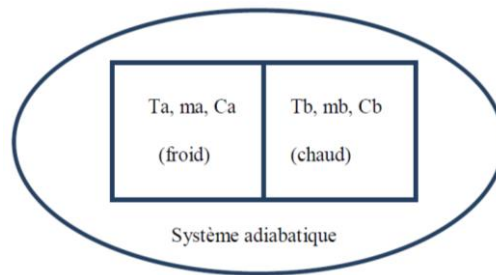 Ta, ma, Ca
(froid)
Tb, mb, Cb
(chaud)
Système adiabatique